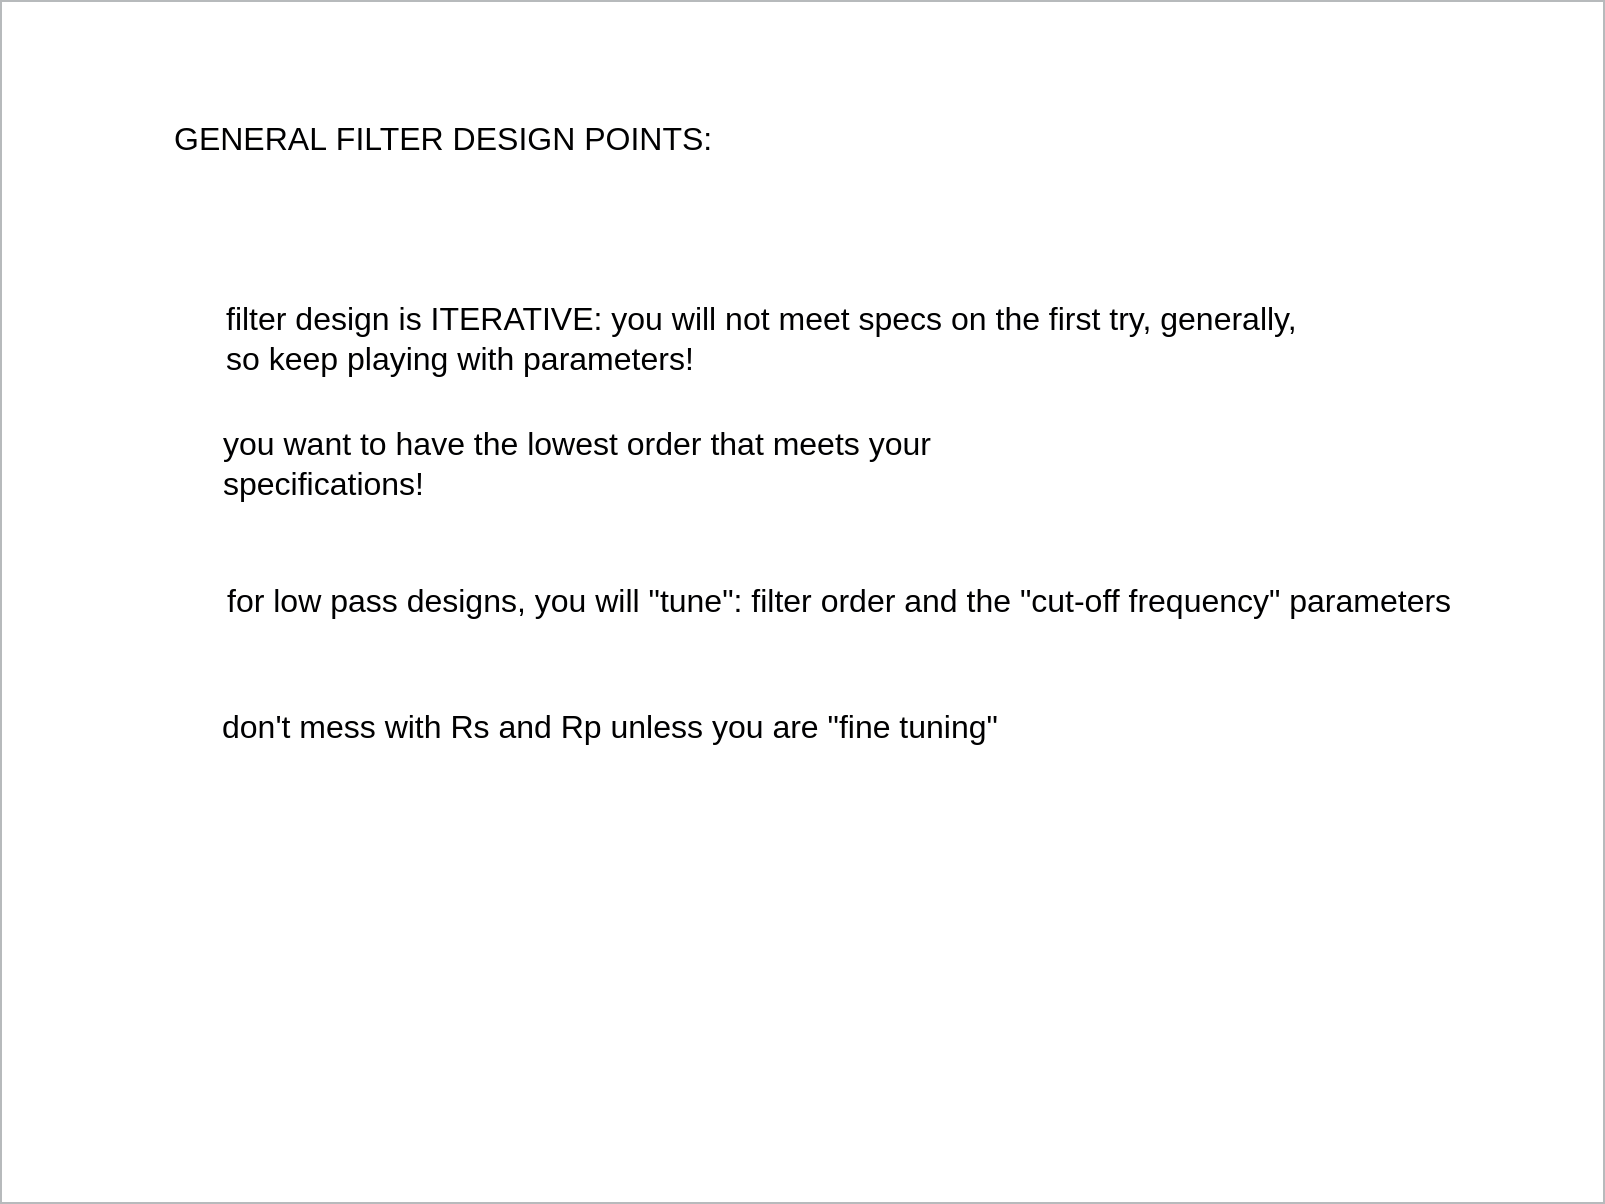 GENERAL FILTER DESIGN POINTS:
filter design is ITERATIVE: you will not meet specs on the first try, generally,
so keep playing with parameters!
you want to have the lowest order that meets your
specifications!
for low pass designs, you will "tune": filter order and the "cut-off frequency" parameters
don't mess with Rs and Rp unless you are "fine tuning"